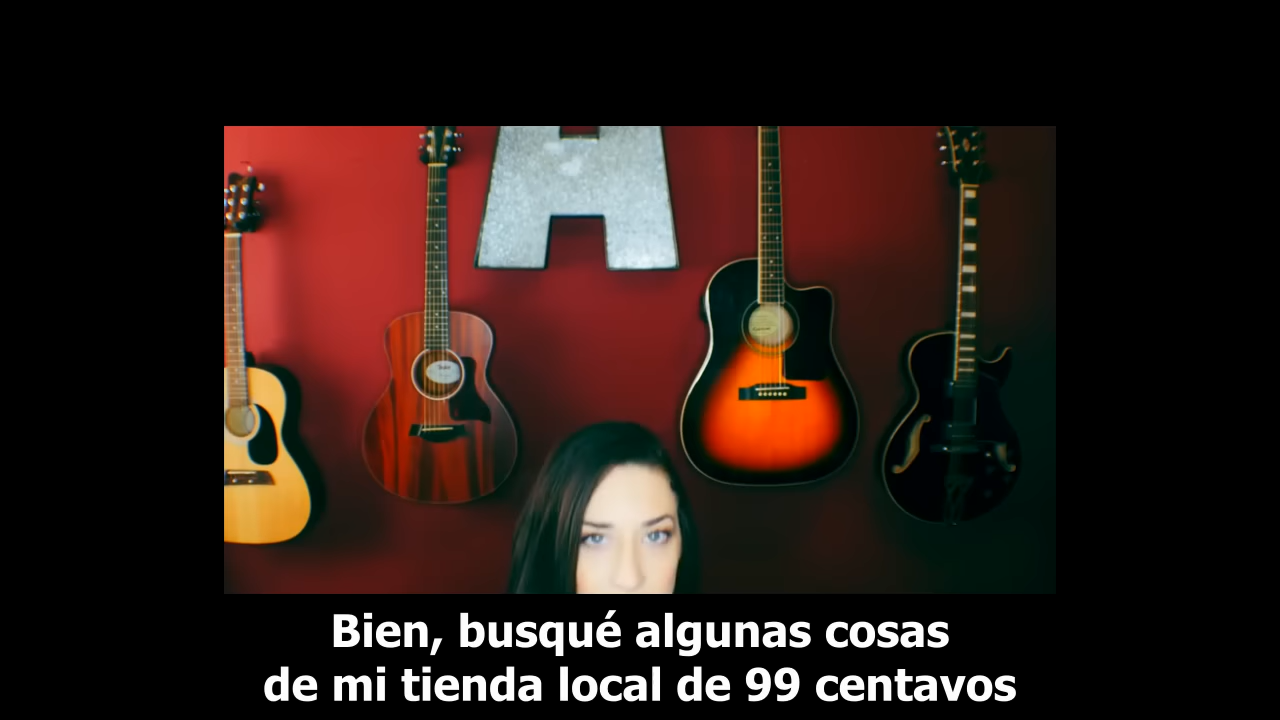 A
Bien, busqué algunas cosas
de mi tienda local de 99 centavos